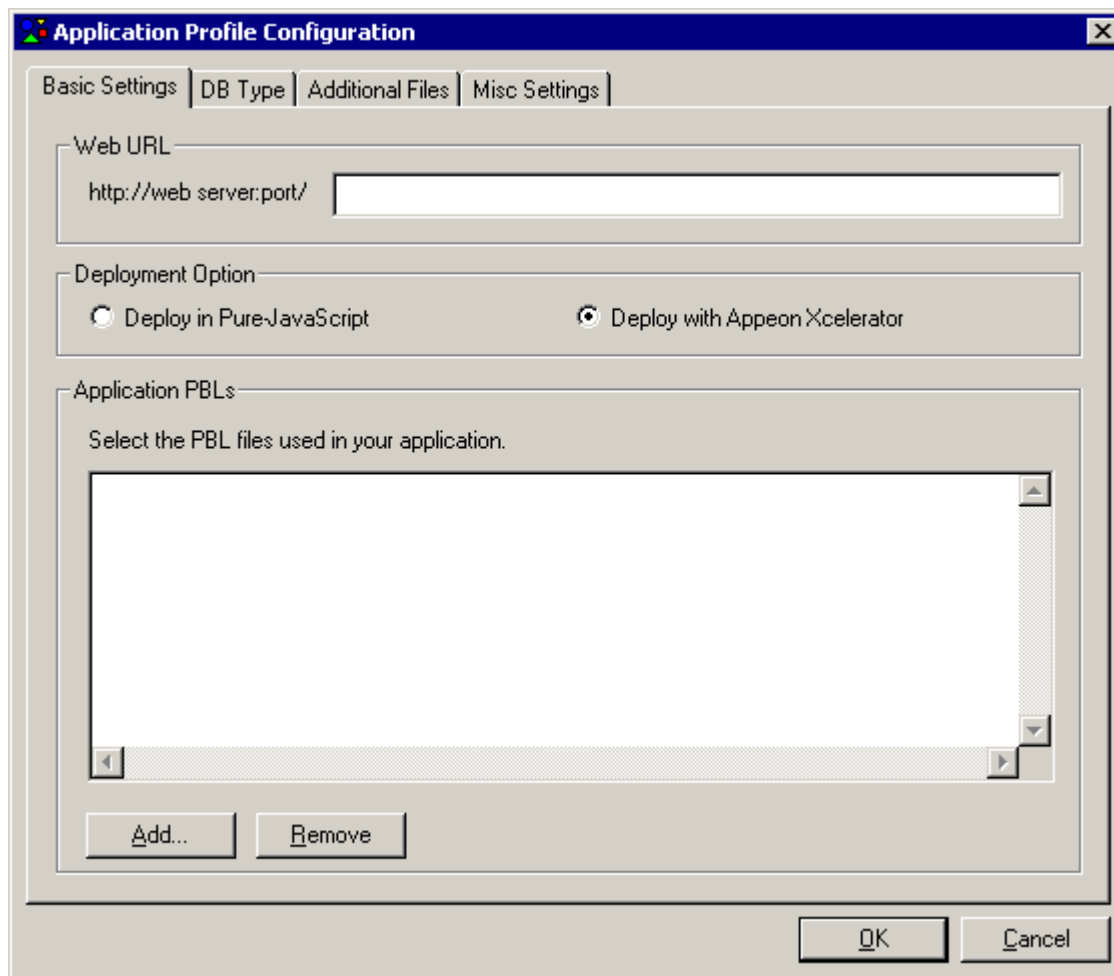 Application Profile Configuration
Basic Settings DB Type Additional Files Misc Settings
Web URL
http://web server:port/
Deployment Option
Deploy in Pure-JavaScript Deploy with Appeon Xcelerator
Application PBLs
Select the PBL files used in your application.
Add... Remove
OK Cancel